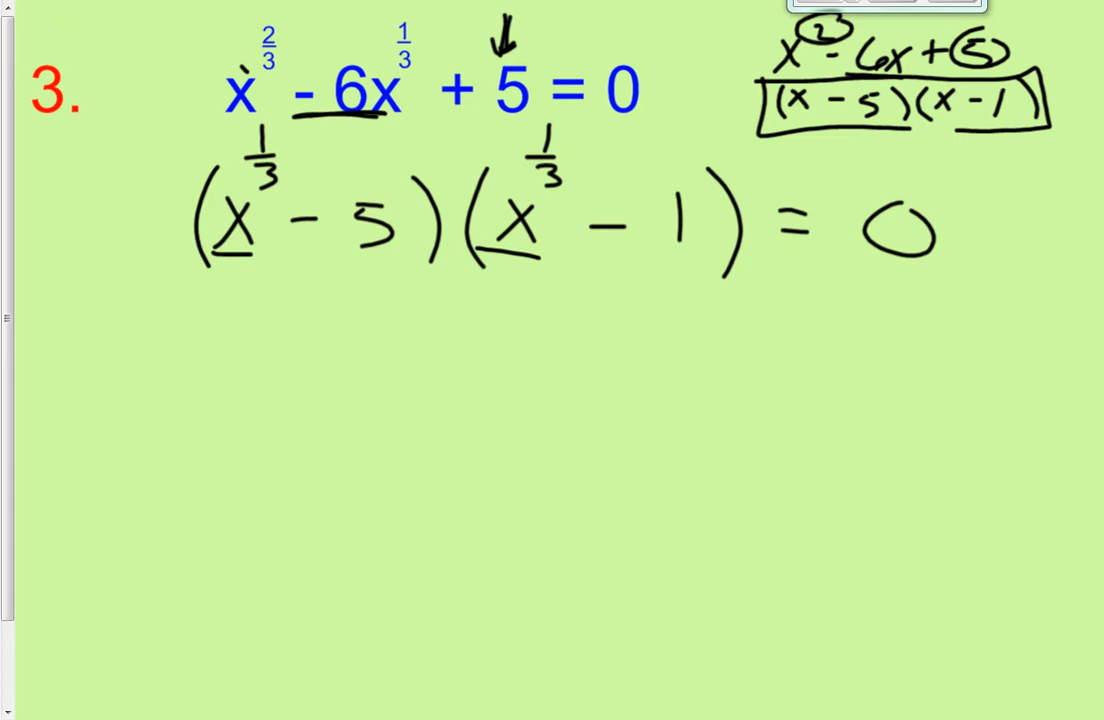 3. x^(2/3) - 6x^(1/3) + 5 = 0
x² - 6x + 5
(x - 5)(x - 1)
(x^(1/3) - 5)(x^(1/3) - 1) = 0